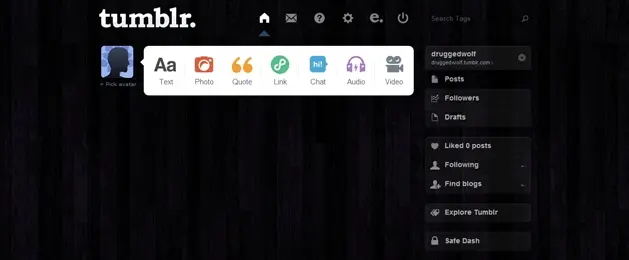 tumblr.
e.
Search Tags
+ Pick avatar
Aa
Text
Photo
Quote
Link
hi!
Chat
Audio
Video
druggedwolf
druggedwolf.tumblr.com ›
Posts
Followers
Drafts
Liked 0 posts
Following
Find blogs
Explore Tumblr
Safe Dash